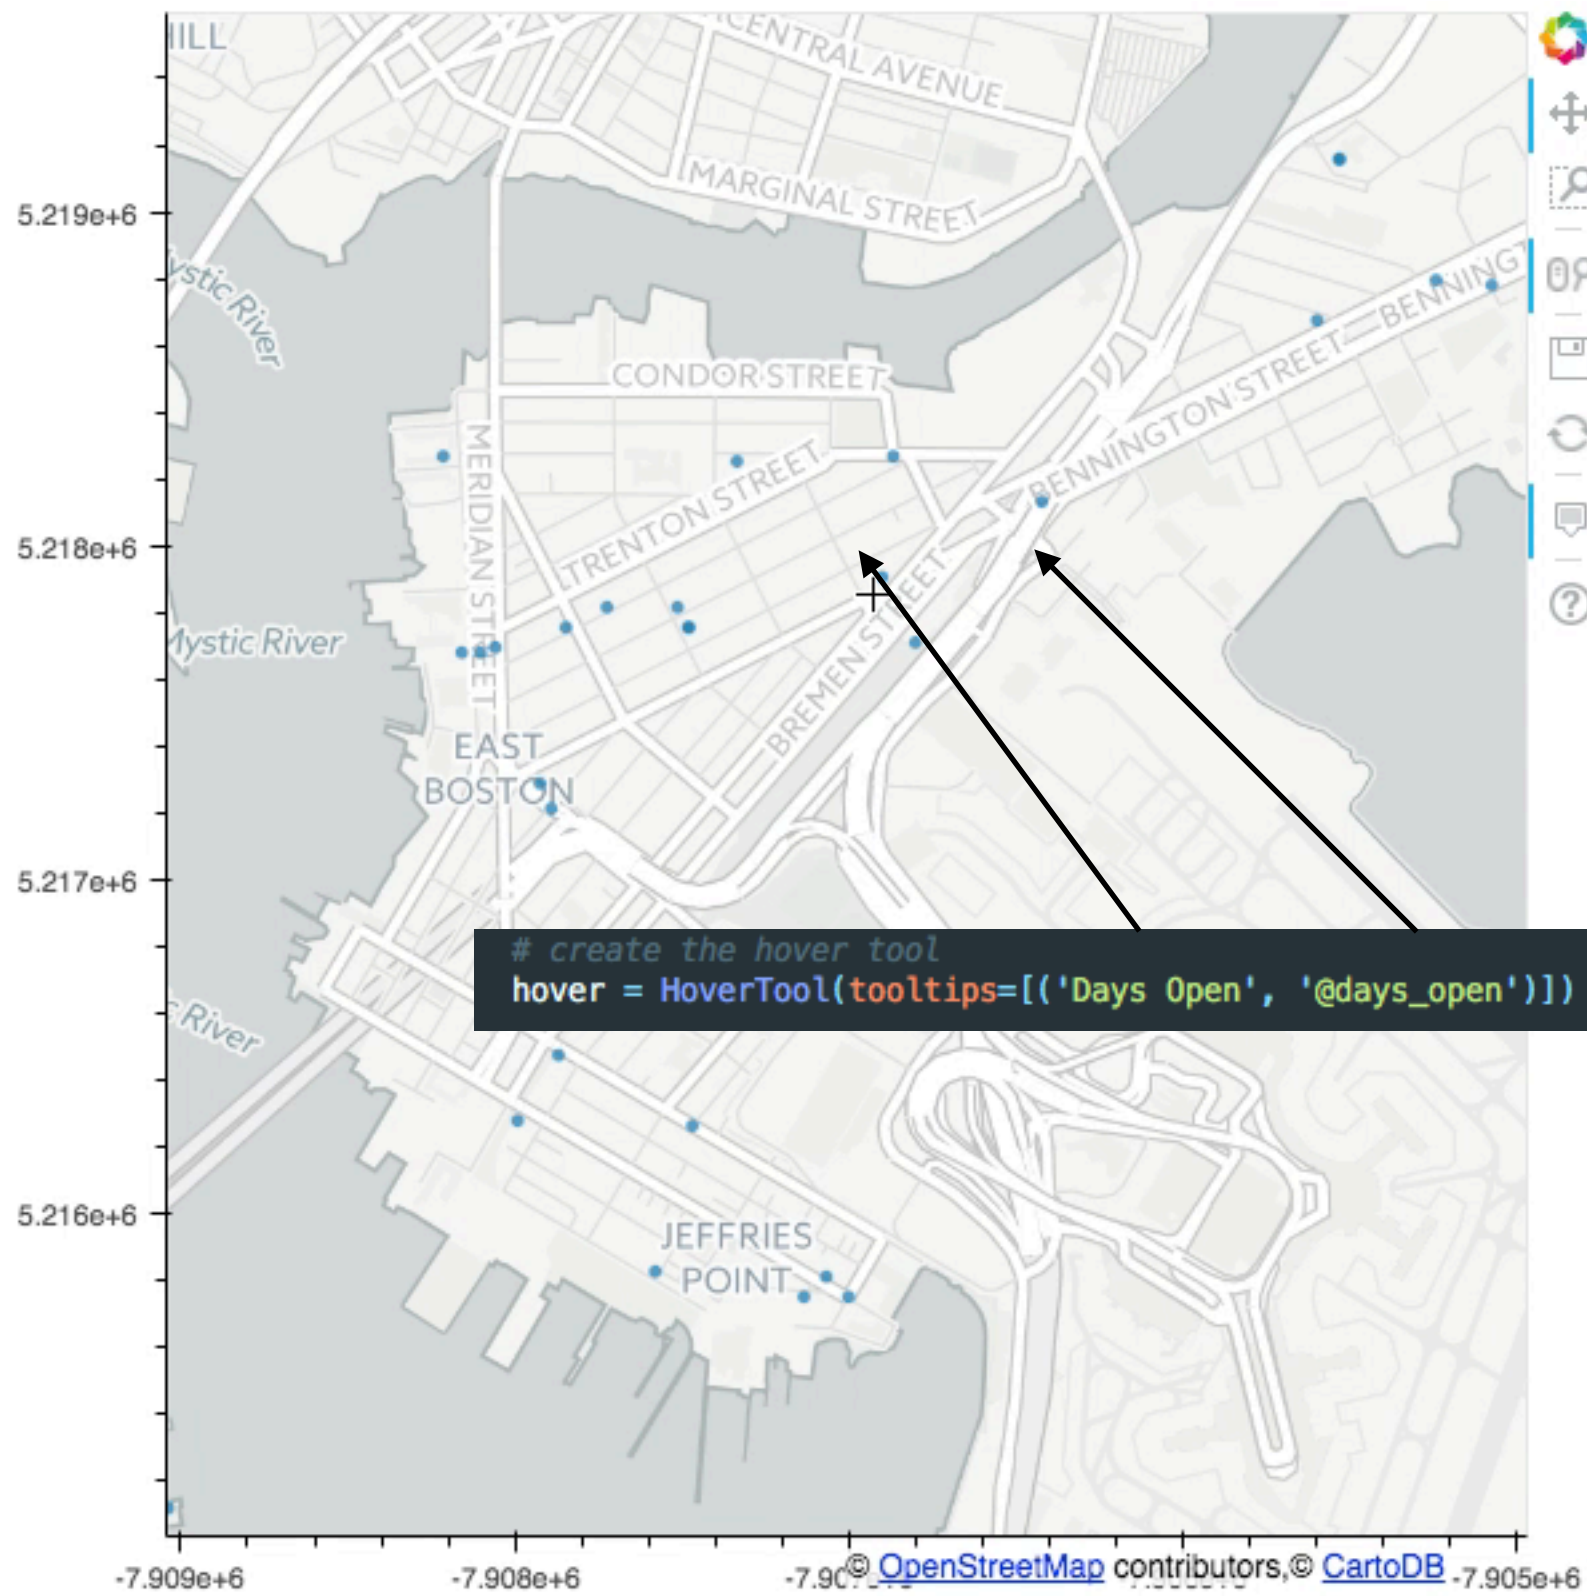 HILL
CENTRAL AVENUE
MARGINAL STREET
5.219e+6
Mystic River
BENNINGT
CONDOR STREET
BENNINGTON STREET
MERIDIAN STREET
TRENTON STREET
5.218e+6
Mystic River
BREMEN STREET
EAST
BOSTON
5.217e+6
# create the hover tool
hover = HoverTool(tooltips=[('Days Open', '@days_open')])
c River
5.216e+6
JEFFRIES
POINT
© OpenStreetMap contributors,© CartoDB
-7.909e+6
-7.908e+6
-7.905e+6